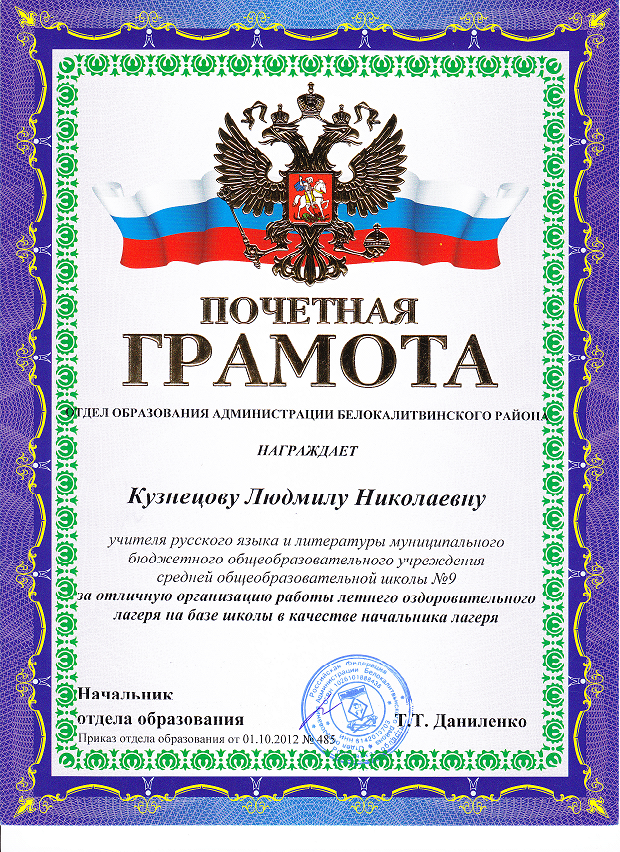 ПОЧЕТНАЯ
ГРАМОТА
ОТДЕЛ ОБРАЗОВАНИЯ АДМИНИСТРАЦИИ БЕЛОКАЛИТВИНСКОГО РАЙОНА
НАГРАЖДАЕТ
Кузнецову Людмилу Николаевну
учителя русского языка и литературы муниципального
бюджетного общеобразовательного учреждения
средней общеобразовательной школы №9
за отличную организацию работы летнего оздоровительного
лагеря на базе школы в качестве начальника лагеря
Начальник
отдела образования
Т.Т. Даниленко
Приказ отдела образования от 01.10.2012 № 485
Российская Федерация